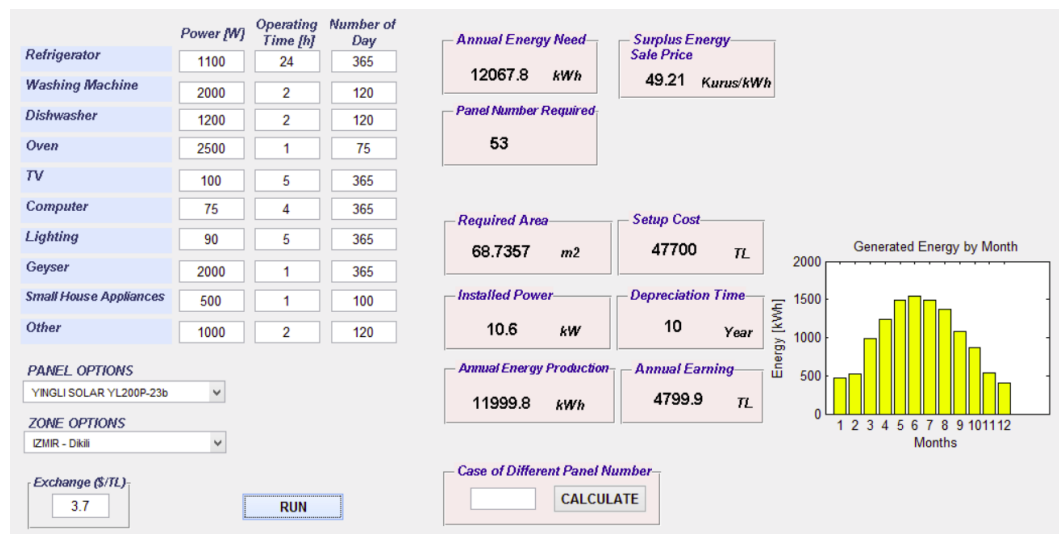 Power [W] Operating Time [h] Number of Day
Refrigerator 1100 24 365
Washing Machine 2000 2 120
Dishwasher 1200 2 120
Oven 2500 1 75
TV 100 5 365
Computer 75 4 365
Lighting 90 5 365
Geyser 2000 1 365
Small House Appliances 500 1 100
Other 1000 2 120
PANEL OPTIONS
YINGLI SOLAR YL200P-23b
ZONE OPTIONS
IZMIR - Dikili
Exchange ($/TL)
3.7
RUN
Annual Energy Need
12067.8 kWh
Surplus Energy
Sale Price
49.21 Kurus/kWh
Panel Number Required
53
Required Area
68.7357 m2
Setup Cost
47700 TL
Installed Power
10.6 kW
Depreciation Time
10 Year
Annual Energy Production
11999.8 kWh
Annual Earning
4799.9 TL
Case of Different Panel Number
CALCULATE
Generated Energy by Month
Energy [kWh]
2000
1500
1000
500
0
1 2 3 4 5 6 7 8 9 10 11 12
Months